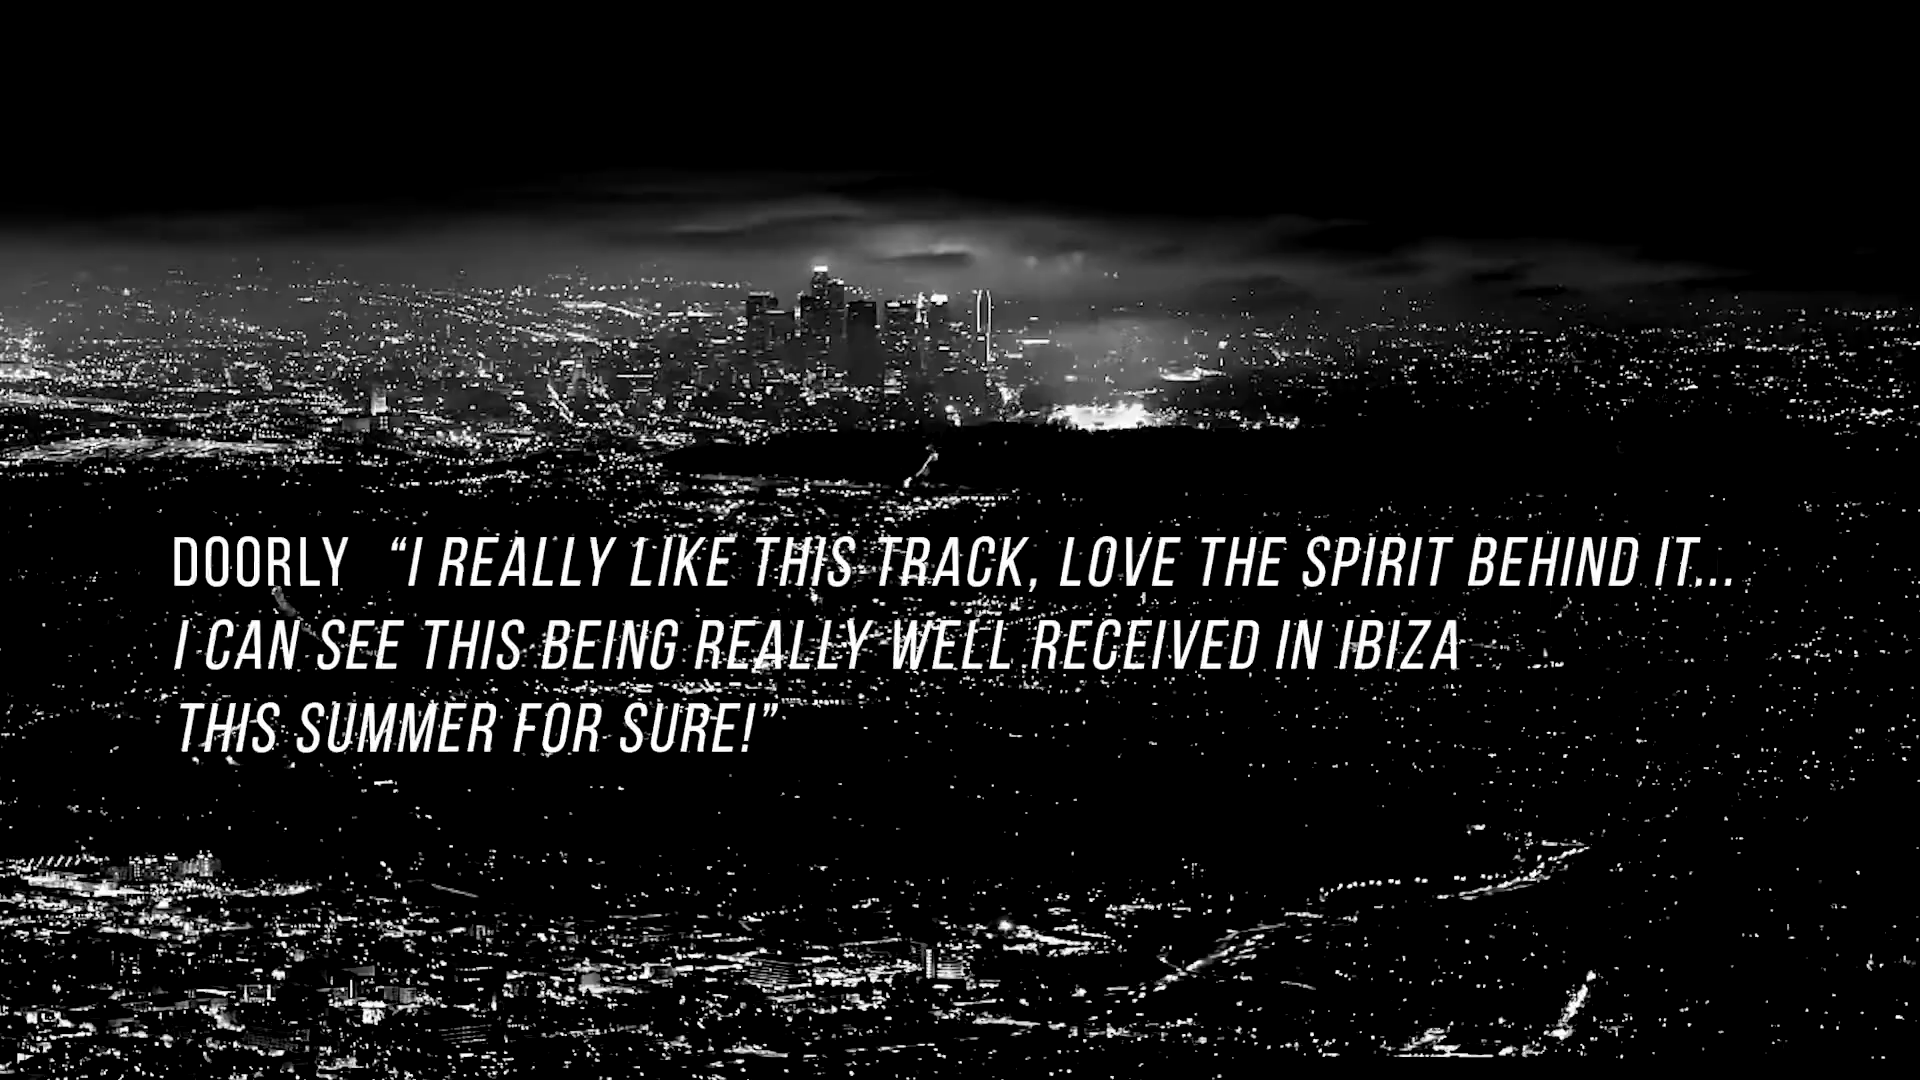 DOORLY “I REALLY LIKE THIS TRACK, LOVE THE SPIRIT BEHIND IT...
I CAN SEE THIS BEING REALLY WELL RECEIVED IN IBIZA
THIS SUMMER FOR SURE!”